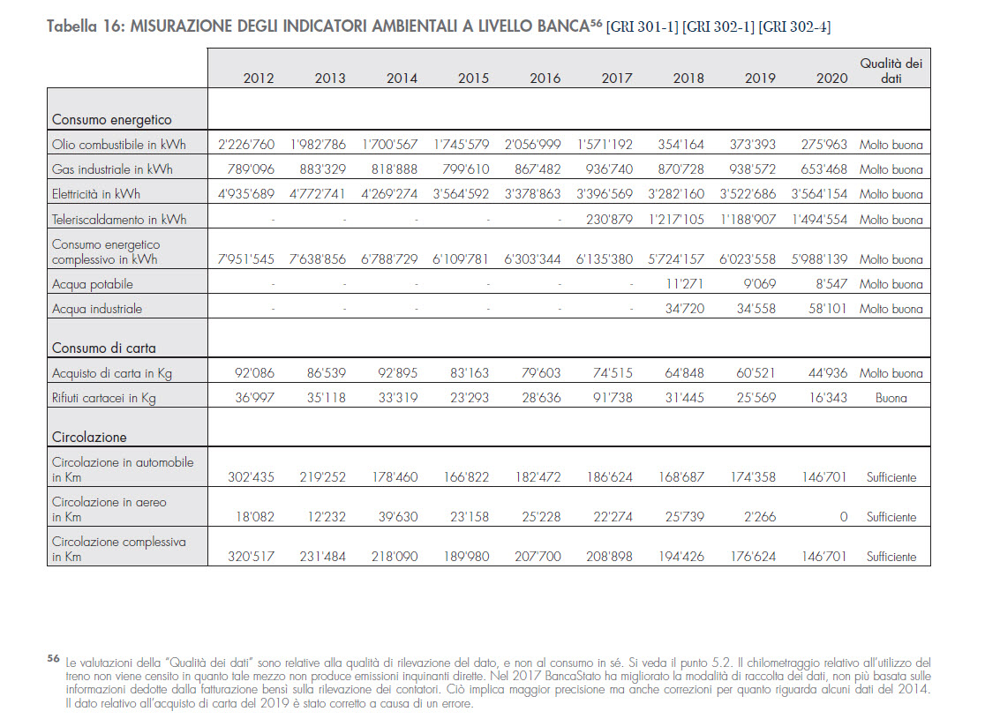 Tabella 16: MISURAZIONE DEGLI INDICATORI AMBIENTALI A LIVELLO BANCA56 [GRI 301-1] [GRI 302-1] [GRI 302-4]
2012 2013 2014 2015 2016 2017 2018 2019 2020 Qualità dei
dati
Consumo energetico
Olio combustibile in kWh 2'226'760 1'982'786 1'700'567 1'745'579 2'056'999 1'571'192 354'164 373'393 275'963 Molto buona
Gas industriale in kWh 789'096 883'329 818'888 799'610 867'482 936'740 870'728 938'572 653'468 Molto buona
Elettricità in kWh 4'935'689 4'772'741 4'269'274 3'564'592 3'378'863 3'396'569 3'282'160 3'522'686 3'564'154 Molto buona
Teleriscaldamento in kWh - - - - - 230'879 1'217'105 1'188'907 1'494'554 Molto buona
Consumo energetico
complessivo in kWh 7'951'545 7'638'856 6'788'729 6'109'781 6'303'344 6'135'380 5'724'157 6'023'558 5'988'139 Molto buona
Acqua potabile - - - - - - 11'271 9'069 8'547 Molto buona
Acqua industriale - - - - - - 34'720 34'558 58'101 Molto buona
Consumo di carta
Acquisto di carta in Kg 92'086 86'539 92'895 83'163 79'603 74'515 64'848 60'521 44'936 Molto buona
Rifiuti cartacei in Kg 36'997 35'118 33'319 23'293 28'636 91'738 31'445 25'569 16'343 Buona
Circolazione
Circolazione in automobile
in Km 302'435 219'252 178'460 166'822 182'472 186'624 168'687 174'358 146'701 Sufficiente
Circolazione in aereo
in Km 18'082 12'232 39'630 23'158 25'228 22'274 25'739 2'266 0 Sufficiente
Circolazione complessiva
in Km 320'517 231'484 218'090 189'980 207'700 208'898 194'426 176'624 146'701 Sufficiente
56 Le valutazioni della “Qualità dei dati” sono relative alla qualità di rilevazione del dato, e non al consumo in sé. Si veda il punto 5.2. Il chilometraggio relativo all’utilizzo del
treno non viene censito in quanto tale mezzo non produce emissioni inquinanti dirette. Nel 2017 BancaStato ha migliorato la modalità di raccolta dei dati, non più basata sulle
informazioni dedotte dalla fatturazione bensì sulla rilevazione dei contatori. Ciò implica maggior precisione ma anche correzioni per quanto riguarda alcuni dati del 2014.
Il dato relativo all’acquisto di carta del 2019 è stato corretto a causa di un errore.